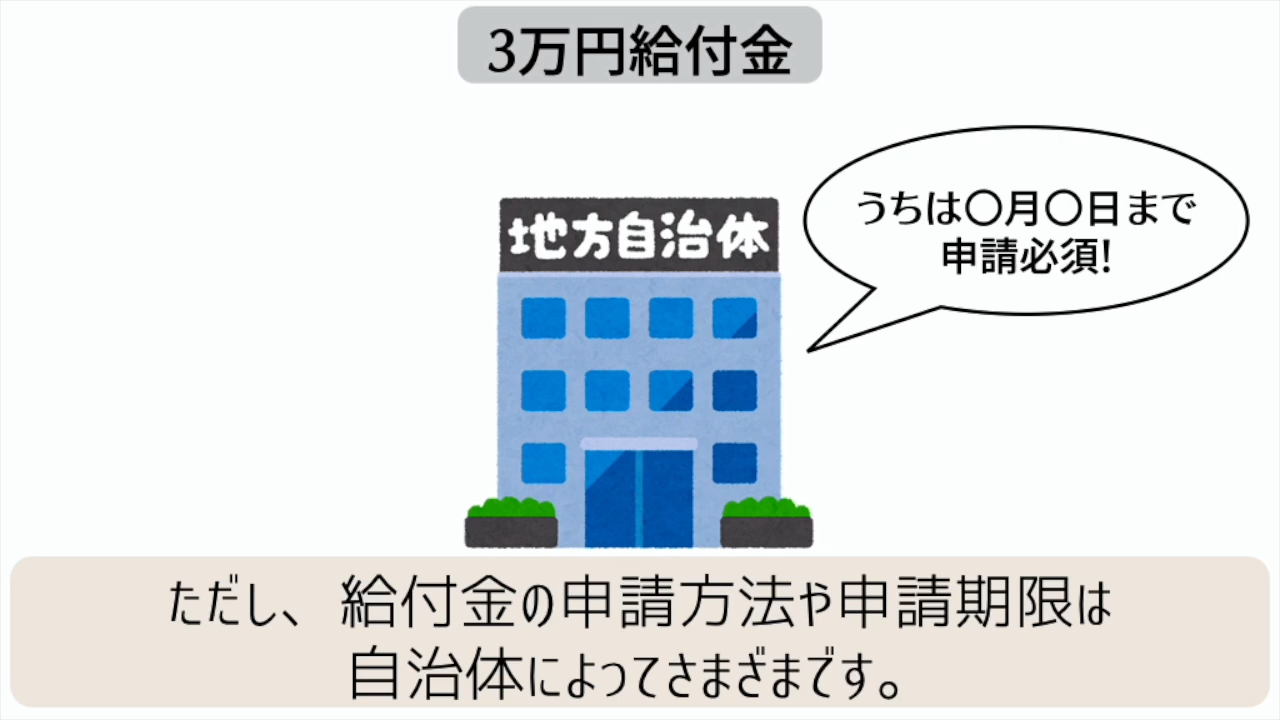 3万円給付金
うちは〇月〇日まで
申請必須!
地方自治体
ただし、給付金の申請方法や申請期限は
自治体によってさまざまです。